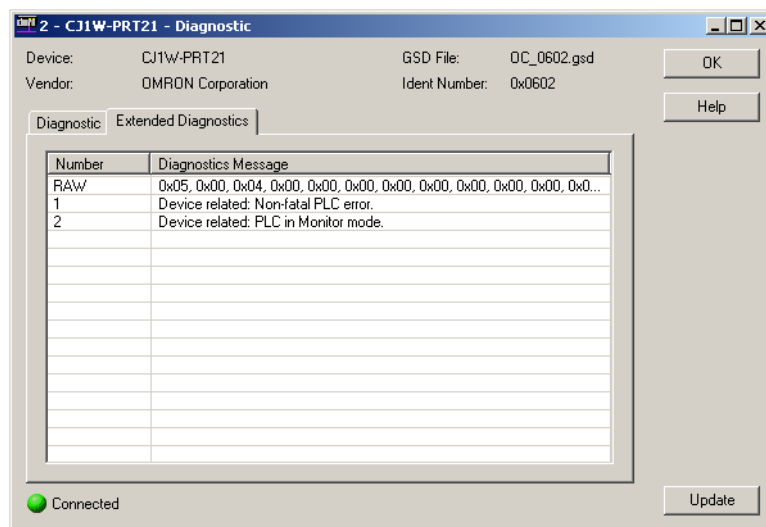 2 - CJ1W-PRT21 - Diagnostic
Device: CJ1W-PRT21 GSD File: OC_0602.gsd OK
Vendor: OMRON Corporation Ident Number: 0x0602
Help
Diagnostic Extended Diagnostics
Number Diagnostics Message
RAW 0x05, 0x00, 0x04, 0x00, 0x00, 0x00, 0x00, 0x00, 0x00, 0x00, 0x00, 0x0...
1 Device related: Non-fatal PLC error.
2 Device related: PLC in Monitor mode.
Connected Update